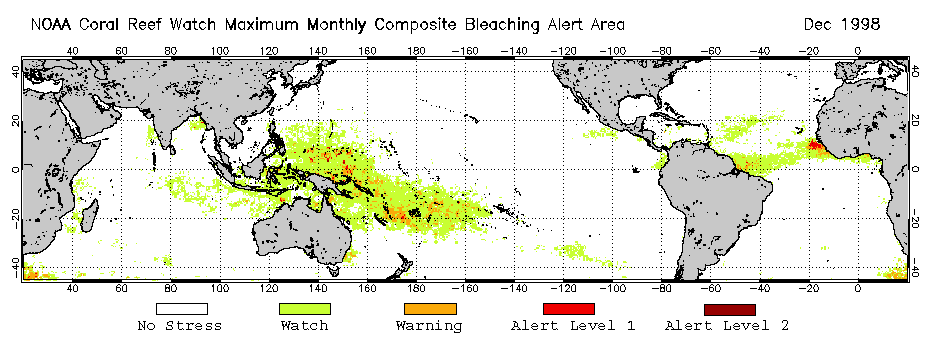 NOAA Coral Reef Watch Maximum Monthly Composite Bleaching Alert Area Dec 1998
40 60 80 100 120 140 160 180 −160 −140 −120 −100 −80 −60 −40 −20 0
40 40
20 20
0 0
−20 −20
−40 −40
40 60 80 100 120 140 160 180 −160 −140 −120 −100 −80 −60 −40 −20 0
No Stress Watch Warning Alert Level 1 Alert Level 2